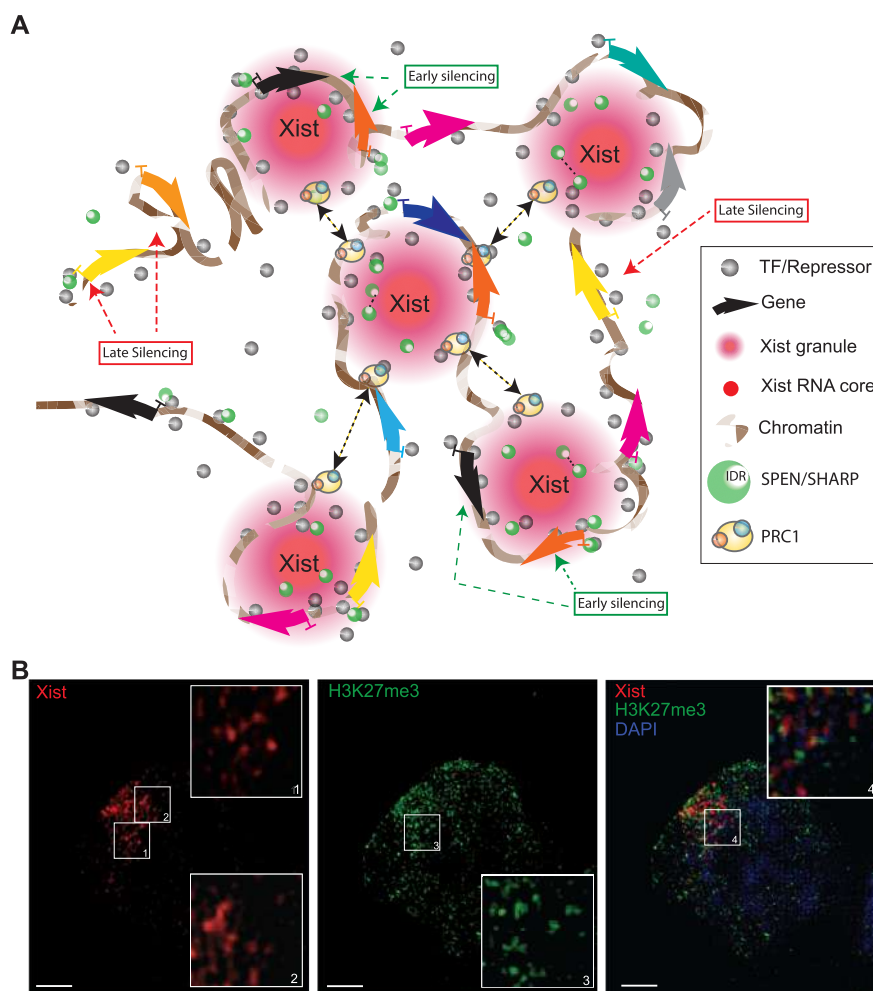 A
Early silencing
Xist
Xist
Late Silencing
Xist
Late Silencing
Xist
Xist
Early silencing
TF/Repressor
Gene
Xist granule
Xist RNA core
Chromatin
IDR
SPEN/SHARP
PRC1
B
Xist
1
2
1
2
H3K27me3
3
3
Xist
H3K27me3
DAPI
4
4